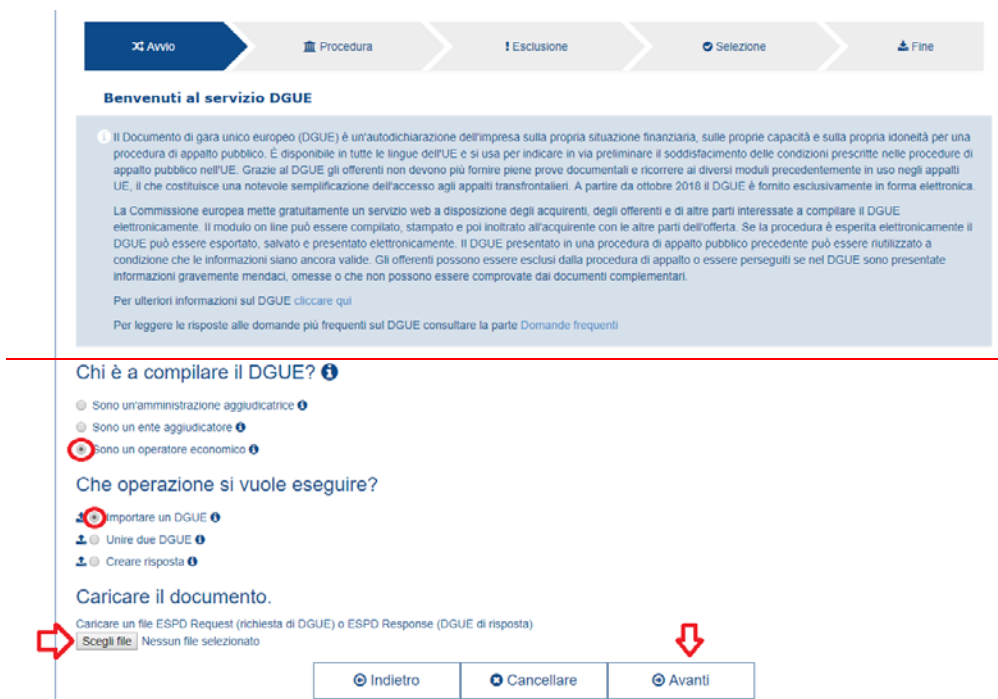 Avvio
Procedura
Esclusione
Selezione
Fine
Benvenuti al servizio DGUE
Il Documento di gara unico europeo (DGUE) è un'autodichiarazione dell'impresa sulla propria situazione finanziaria, sulle proprie capacità e sulla propria idoneità per una
procedura di appalto pubblico. È disponibile in tutte le lingue dell'UE e si usa per indicare in via preliminare il soddisfacimento delle condizioni prescritte nelle procedure di
appalto pubblico nell'UE. Grazie al DGUE gli offerenti non devono più fornire piene prove documentali e ricorrere ai diversi moduli precedentemente in uso negli appalti
UE, il che costituisce una notevole semplificazione dell'accesso agli appalti transfrontalieri. A partire da ottobre 2018 il DGUE è fornito esclusivamente in forma elettronica.
La Commissione europea mette gratuitamente un servizio web a disposizione degli acquirenti, degli offerenti e di altre parti interessate a compilare il DGUE
elettronicamente. Il modulo on line può essere compilato, stampato e poi inoltrato all'acquirente con le altre parti dell'offerta. Se la procedura è esperita elettronicamente il
DGUE può essere esportato, salvato e presentato elettronicamente. Il DGUE presentato in una procedura di appalto pubblico precedente può essere riutilizzato a
condizione che le informazioni siano ancora valide. Gli offerenti possono essere esclusi dalla procedura di appalto o essere perseguiti se nel DGUE sono presentate
informazioni gravemente mendaci, omesse o che non possono essere comprovate dai documenti complementari.
Per ulteriori informazioni sul DGUE cliccare qui
Per leggere le risposte alle domande più frequenti sul DGUE consultare la parte Domande frequenti
Chi è a compilare il DGUE?
Sono un'amministrazione aggiudicatrice
Sono un ente aggiudicatore
Sono un operatore economico
Che operazione si vuole eseguire?
Importare un DGUE
Unire due DGUE
Creare risposta
Caricare il documento.
Caricare un file ESPD Request (richiesta di DGUE) o ESPD Response (DGUE di risposta)
Scegli file Nessun file selezionato
Indietro
Cancellare
Avanti